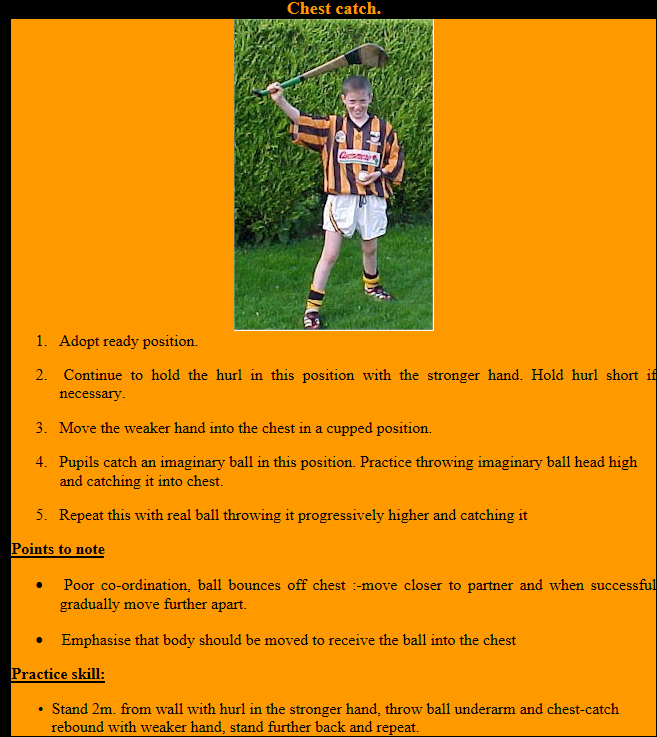 Chest catch.
1. Adopt ready position.
2. Continue to hold the hurl in this position with the stronger hand. Hold hurl short if
necessary.
3. Move the weaker hand into the chest in a cupped position.
4. Pupils catch an imaginary ball in this position. Practice throwing imaginary ball head high
and catching it into chest.
5. Repeat this with real ball throwing it progressively higher and catching it
Points to note
• Poor co-ordination, ball bounces off chest :-move closer to partner and when successful
gradually move further apart.
• Emphasise that body should be moved to receive the ball into the chest
Practice skill:
• Stand 2m. from wall with hurl in the stronger hand, throw ball underarm and chest-catch
rebound with weaker hand, stand further back and repeat.